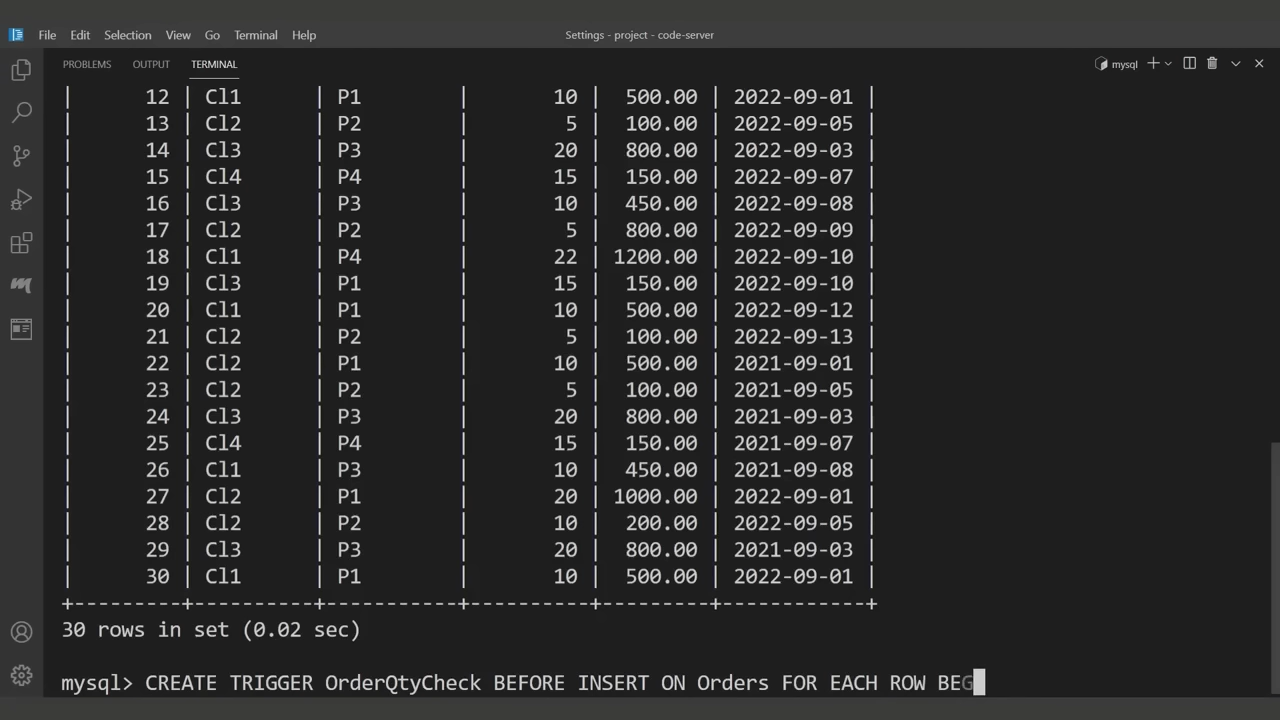 File Edit Selection View Go Terminal Help Settings - project - code-server
PROBLEMS OUTPUT TERMINAL mysql
| 12 | Cl1 | P1 | 10 | 500.00 | 2022-09-01 |
| 13 | Cl2 | P2 | 5 | 100.00 | 2022-09-05 |
| 14 | Cl3 | P3 | 20 | 800.00 | 2022-09-03 |
| 15 | Cl4 | P4 | 15 | 150.00 | 2022-09-07 |
| 16 | Cl3 | P3 | 10 | 450.00 | 2022-09-08 |
| 17 | Cl2 | P2 | 5 | 800.00 | 2022-09-09 |
| 18 | Cl1 | P4 | 22 | 1200.00 | 2022-09-10 |
| 19 | Cl3 | P1 | 15 | 150.00 | 2022-09-10 |
| 20 | Cl1 | P1 | 10 | 500.00 | 2022-09-12 |
| 21 | Cl2 | P2 | 5 | 100.00 | 2022-09-13 |
| 22 | Cl2 | P1 | 10 | 500.00 | 2021-09-01 |
| 23 | Cl2 | P2 | 5 | 100.00 | 2021-09-05 |
| 24 | Cl3 | P3 | 20 | 800.00 | 2021-09-03 |
| 25 | Cl4 | P4 | 15 | 150.00 | 2021-09-07 |
| 26 | Cl1 | P3 | 10 | 450.00 | 2021-09-08 |
| 27 | Cl2 | P1 | 20 | 1000.00 | 2022-09-01 |
| 28 | Cl2 | P2 | 10 | 200.00 | 2022-09-05 |
| 29 | Cl3 | P3 | 20 | 800.00 | 2021-09-03 |
| 30 | Cl1 | P1 | 10 | 500.00 | 2022-09-01 |
+---------+----------+-----------+----------+---------+------------+
30 rows in set (0.02 sec)
mysql> CREATE TRIGGER OrderQtyCheck BEFORE INSERT ON Orders FOR EACH ROW BEG